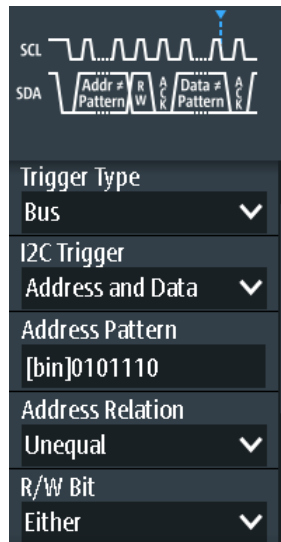 SCL
SDA Addr ≠ Pattern R W A C K Data ≠ Pattern A C K
Trigger Type
Bus
I2C Trigger
Address and Data
Address Pattern
[bin]0101110
Address Relation
Unequal
R/W Bit
Either